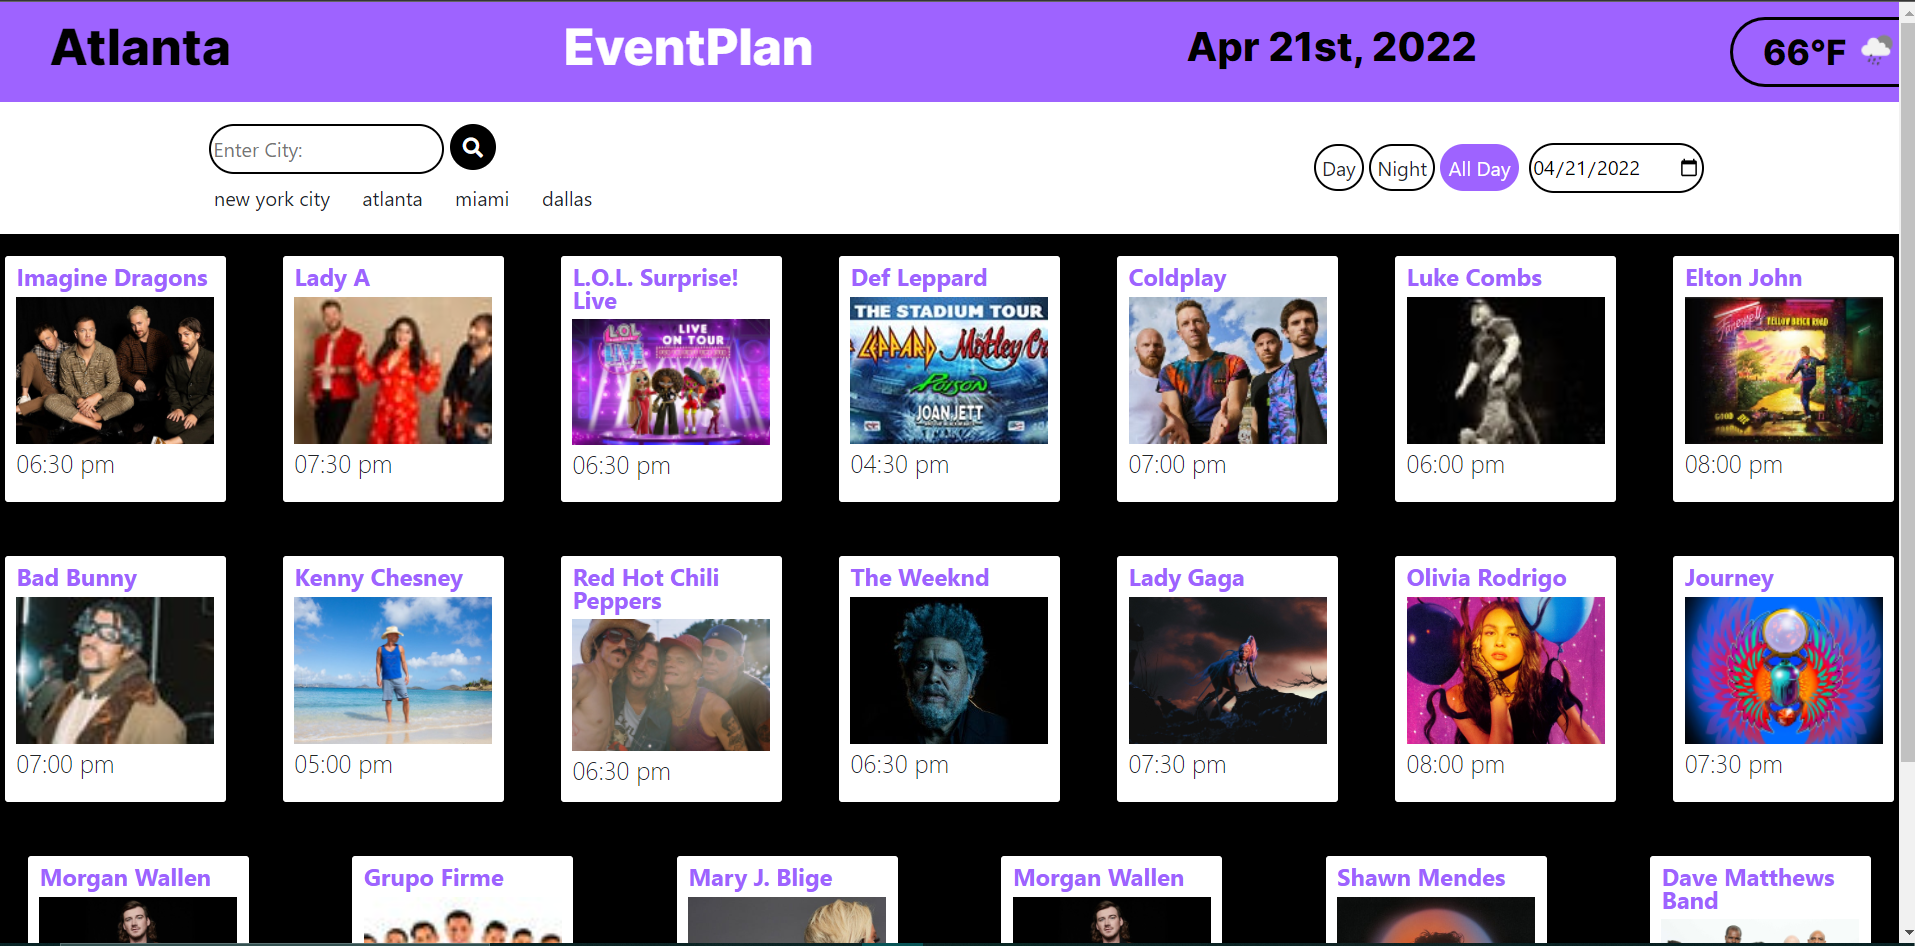 Atlanta
EventPlan
Apr 21st, 2022
66°F
Enter City:
new york city
atlanta
miami
dallas
Day
Night
All Day
04/21/2022
Imagine Dragons
06:30 pm
Lady A
07:30 pm
L.O.L. Surprise!
Live
LOL
LIVE
LIVE
ON TOUR
06:30 pm
Def Leppard
THE STADIUM TOUR
LEPPARD
Mötley Cr
Poison
JOAN JETT
04:30 pm
Coldplay
07:00 pm
Luke Combs
06:00 pm
Elton John
Farewell
YELLOW BRICK ROAD
08:00 pm
Bad Bunny
07:00 pm
Kenny Chesney
05:00 pm
Red Hot Chili
Peppers
06:30 pm
The Weeknd
06:30 pm
Lady Gaga
07:30 pm
Olivia Rodrigo
08:00 pm
Journey
07:30 pm
Morgan Wallen
Grupo Firme
Mary J. Blige
Morgan Wallen
Shawn Mendes
Dave Matthews
Band